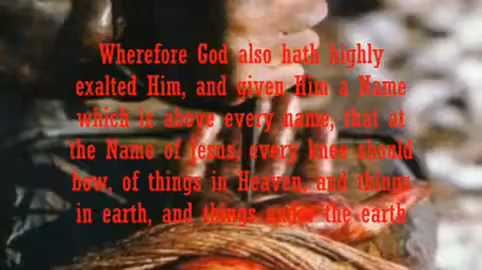 Wherefore God also hath highly
exalted Him, and given Him a Name
which is above every name, that at
the Name of Jesus, every knee should
bow, of things in Heaven, and things
in earth, and things under the earth